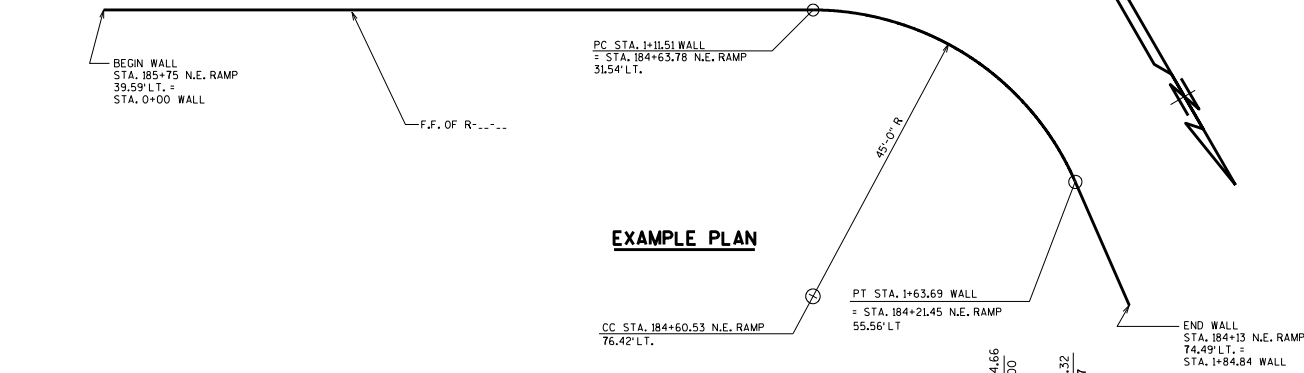 BEGIN WALL
STA. 185+75 N.E. RAMP
39.59' LT. =
STA. 0+00 WALL
F.F. OF R-__-__
PC STA. 1+11.51 WALL
= STA. 184+63.78 N.E. RAMP
31.54' LT.
45'-0" R
EXAMPLE PLAN
CC STA. 184+60.53 N.E. RAMP
76.42' LT.
PT STA. 1+63.69 WALL
= STA. 184+21.45 N.E. RAMP
55.56' LT
END WALL
STA. 184+13 N.E. RAMP
74.49' LT. =
STA. 1+84.84 WALL